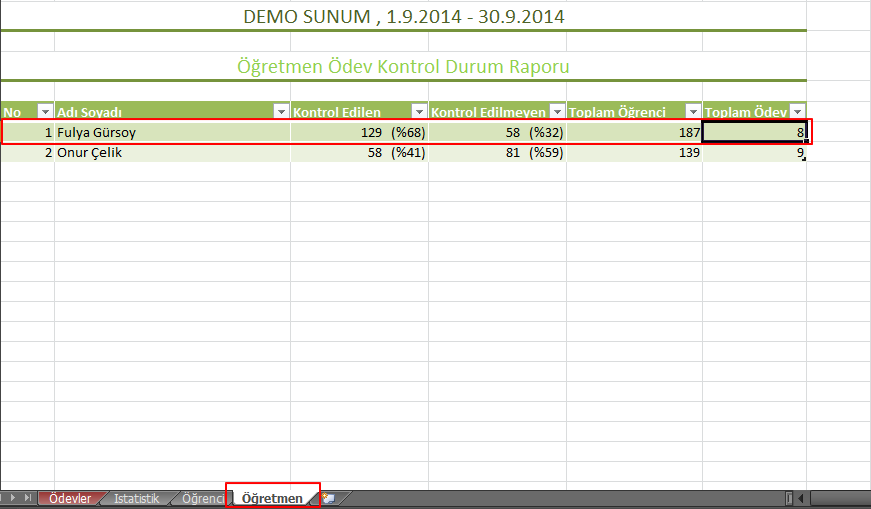 DEMO SUNUM , 1.9.2014 - 30.9.2014
Öğretmen Ödev Kontrol Durum Raporu
No Adı Soyadı Kontrol Edilen Kontrol Edilmeyen Toplam Öğrenci Toplam Ödev
1 Fulya Gürsoy 129 (%68) 58 (%32) 187 8
2 Onur Çelik 58 (%41) 81 (%59) 139 9
Ödevler İstatistik Öğrenci Öğretmen